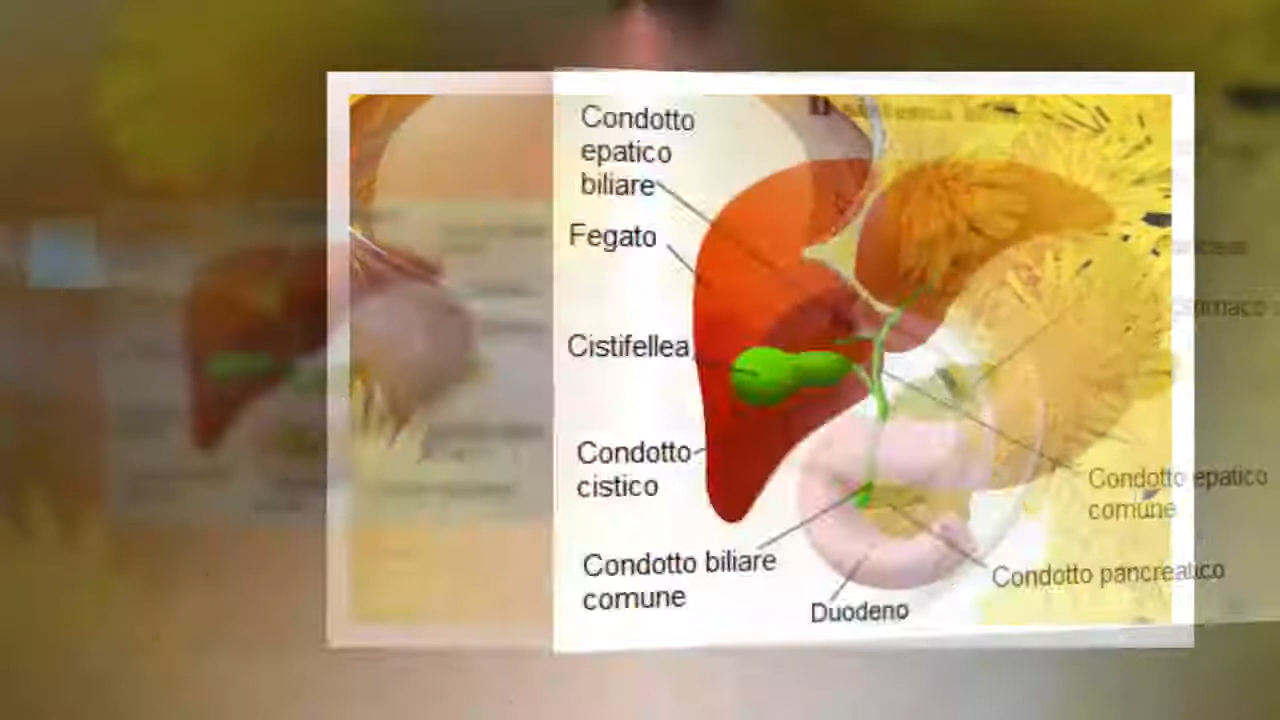 Condotto
epatico
biliare
Fegato
Cistifellea
Condotto
cistico
Condotto biliare
comune
Duodeno
Condotto epatico
comune
Condotto pancreatico